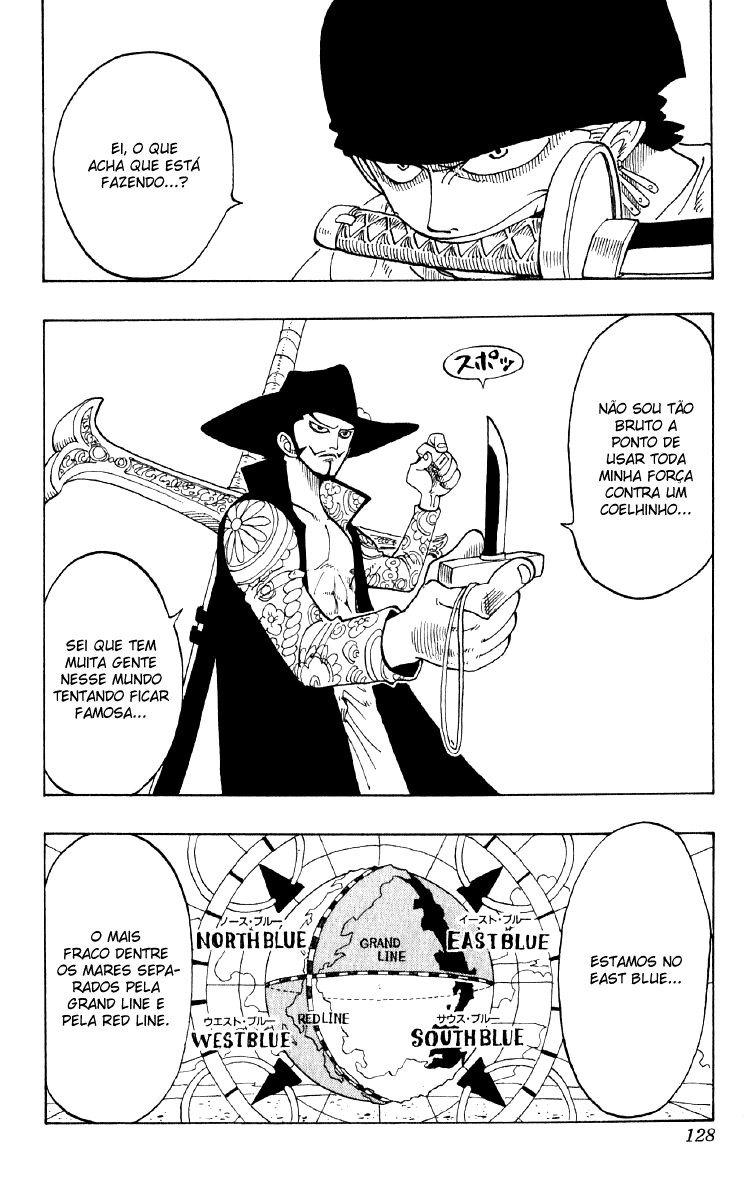 EI, O QUE
ACHA QUE ESTÁ
FAZENDO...?
スポッ
NÃO SOU TÃO
BRUTO A
PONTO DE
USAR TODA
MINHA FORÇA
CONTRA UM
COELHINHO...
SEI QUE TEM
MUITA GENTE
NESSE MUNDO
TENTANDO FICAR
FAMOSA...
ESTAMOS NO
EAST BLUE...
ノース・ブルー
NORTH BLUE
イースト・ブルー
EAST BLUE
GRAND
LINE
RED LINE
ウエスト・ブルー
WEST BLUE
サウス・ブルー
SOUTH BLUE
O MAIS
FRACO DENTRE
OS MARES SEPA-
RADOS PELA
GRAND LINE E
PELA RED LINE.
128